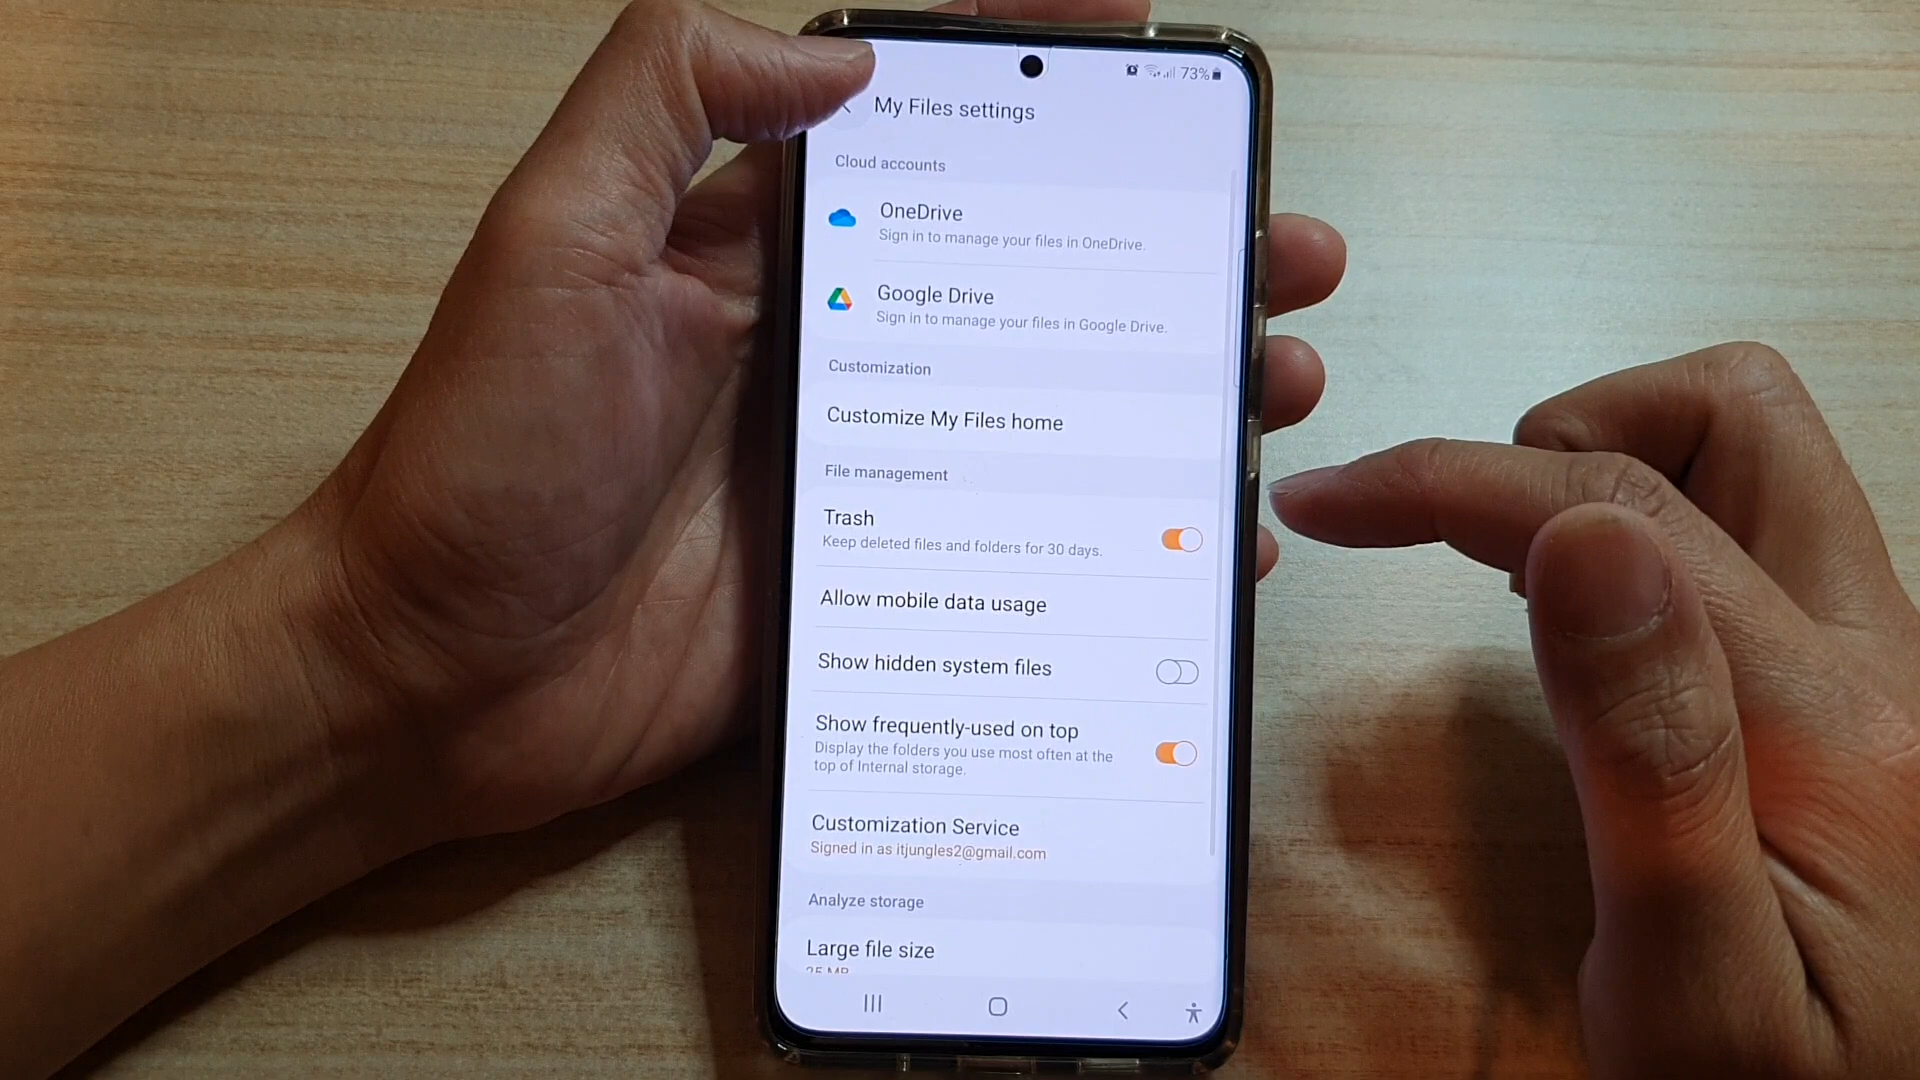 73%
My Files settings
Cloud accounts
OneDrive
Sign in to manage your files in OneDrive.
Google Drive
Sign in to manage your files in Google Drive.
Customization
Customize My Files home
File management
Trash
Keep deleted files and folders for 30 days.
Allow mobile data usage
Show hidden system files
Show frequently-used on top
Display the folders you use most often at the
top of Internal storage.
Customization Service
Signed in as itjungles2@gmail.com
Analyze storage
Large file size
25 MB